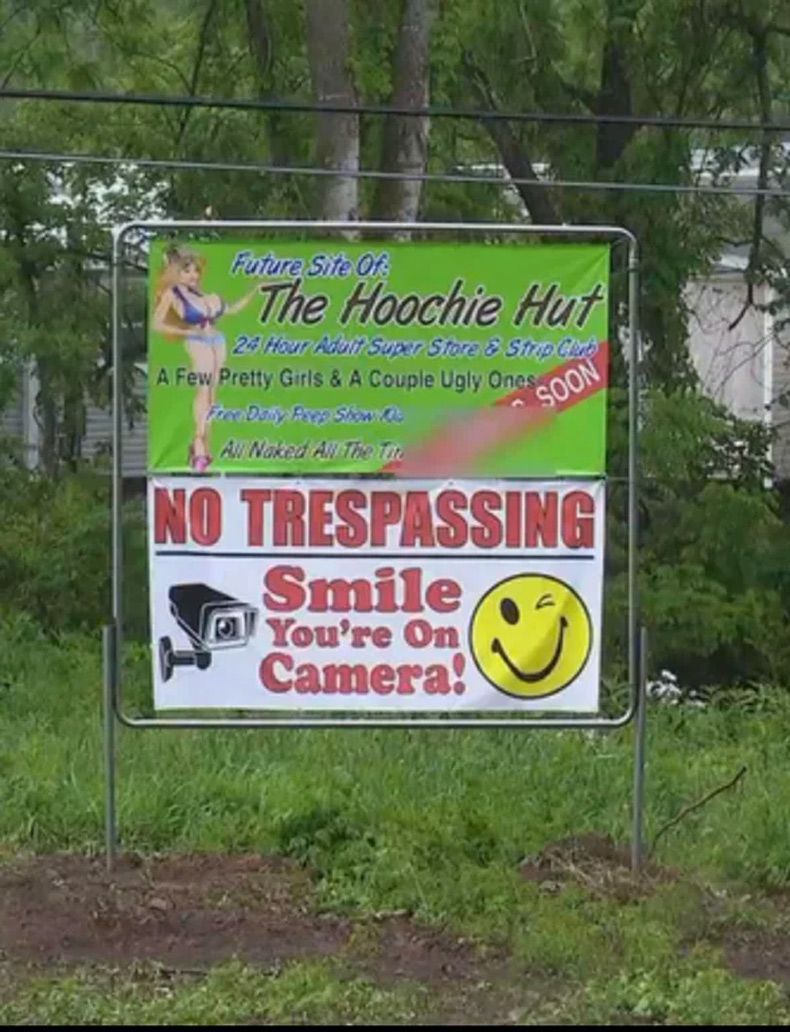 Future Site Of:
The Hoochie Hut
24 Hour Adult Super Store & Strip Club
A Few Pretty Girls & A Couple Ugly Ones
SOON
Free Daily Peep Show
All Naked All The
NO TRESPASSING
Smile
You're On
Camera!